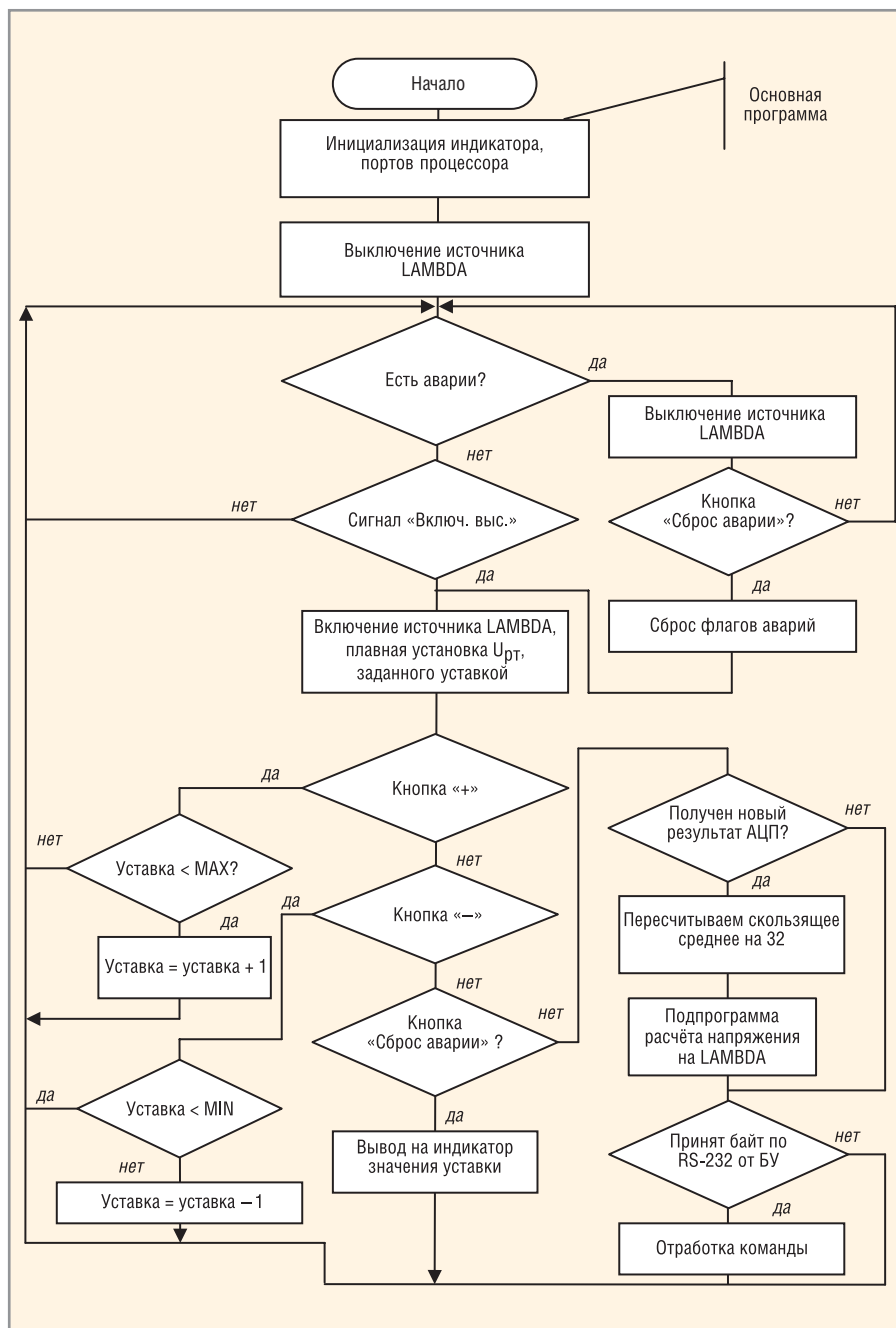 Начало
Основная
программа
Инициализация индикатора,
портов процессора
Выключение источника
LAMBDA
Есть аварии?
да
нет
Выключение источника
LAMBDA
Кнопка
«Сброс аварии»?
нет
да
Сброс флагов аварий
нет
Сигнал «Включ. выс.»
да
Включение источника LAMBDA,
плавная установка Uрт,
заданного уставкой
да
Кнопка «+»
нет
нет
Уставка < MAX?
да
Уставка = уставка + 1
да
Кнопка «–»
нет
Кнопка
«Сброс аварии» ?
нет
да
Вывод на индикатор
значения уставки
да
Уставка < MIN
нет
Уставка = уставка – 1
Получен новый
результат АЦП?
нет
да
Пересчитываем скользящее
среднее на 32
Подпрограмма
расчёта напряжения
на LAMBDA
Принят байт по
RS-232 от БУ
нет
да
Отработка команды